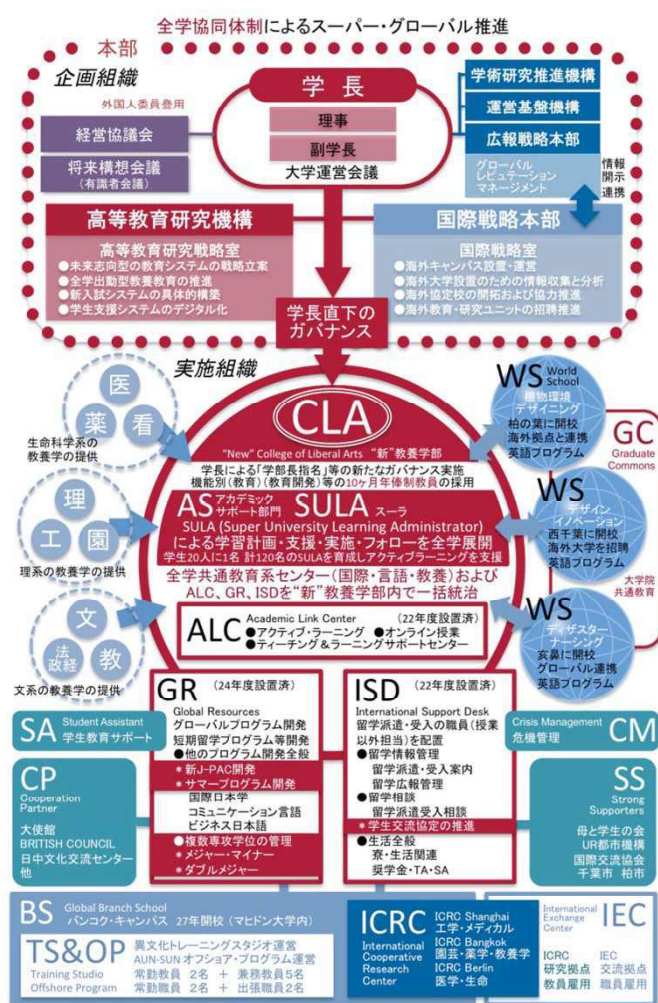 全学協同体制によるスーパー・グローバル推進
本部
企画組織
外国人委員登用
経営協議会
将来構想会議
(有識者会議)
学長
理事
副学長
大学運営会議
学術研究推進機構
運営基盤機構
広報戦略本部
グローバル
レピュテーション
マネージメント
情報
開示
連携
高等教育研究機構
高等教育研究戦略室
●未来志向型の教育システムの戦略立案
●全学出動型教養教育の推進
●新入試システムの具体的構築
●学生支援システムのデジタル化
国際戦略本部
国際戦略室
●海外キャンパス設置・運営
●海外大学設置のための情報収集と分析
●海外協定校の開拓および協力推進
●海外教育・研究ユニットの招聘推進
学長直下の
ガバナンス
実施組織
医
薬
看
生命科学系の
教養学の提供
理
工
園
理系の教養学の提供
文
法
政経
教
文系の教養学の提供
CLA
"New" College of Liberal Arts “新”教養学部
学長による「学部長指名」等の新たなガバナンス実施
機能別(教育)(教育開発)等の10ヶ月年俸制教員の採用
AS アカデミック
サポート部門
SULA スーラ
SULA (Super University Learning Administrator)
による学習計画・支援・実施・フォローを全学展開
学生20人に1名 計120名のSULAを育成しアクティブラーニングを支援
全学共通教育系センター(国際・言語・教養)および
ALC、GR、ISDを“新”教養学部内で一括統治
ALC Academic Link Center (22年度設置済)
●アクティブ・ラーニング ●オンライン授業
●ティーチング&ラーニングサポートセンター
WS World
School
植物環境
デザイニング
柏の葉に開校
海外拠点と連携
英語プログラム
GC
Graduate
Commons
WS
デザイン
イノベーション
西千葉に開校
海外大学を招聘
英語プログラム
大学院
共通教育
WS
ディザスター
ナーシング
亥鼻に開校
グローバル連携
英語プログラム
GR (24年度設置済)
Global Resources
グローバルプログラム開発
短期留学プログラム等開発
●他のプログラム開発全般
*新J-PAC開発
*サマープログラム開発
国際日本学
コミュニケーション言語
ビジネス日本語
●複数専攻学位の管理
*メジャー・マイナー
*ダブルメジャー
ISD (22年度設置済)
International Support Desk
留学派遣・受入の職員(授業
以外担当)を配置
●留学情報管理
留学派遣・受入案内
留学広報管理
●留学相談
留学派遣受入相談
*学生交流協定の推進
●生活全般
寮・生活関連
奨学金・TA・SA
SA Student Assistant
学生教育サポート
CP
Cooperation
Partner
大使館
BRITISH COUNCIL
日中文化交流センター
他
Crisis Management
危機管理
CM
SS
Strong
Supporters
母と学生の会
UR都市機構
国際交流協会
千葉市 柏市
BS Global Branch School
バンコク・キャンパス 27年開校(マヒドン大学内)
TS&OP
Training Studio
Offshore Program
異文化トレーニングスタジオ運営
AUN-SUN オフショア・プログラム運営
常勤教員 2名 + 兼務教員5名
常勤職員 2名 + 出張職員2名
ICRC
International
Cooperative
Research
Center
ICRC Shanghai
工学・メディカル
ICRC Bangkok
園芸・薬学・教養学
ICRC Berlin
医学・生命
International
Exchange
Center
IEC
ICRC
研究拠点
教員雇用
IEC
交流拠点
職員雇用